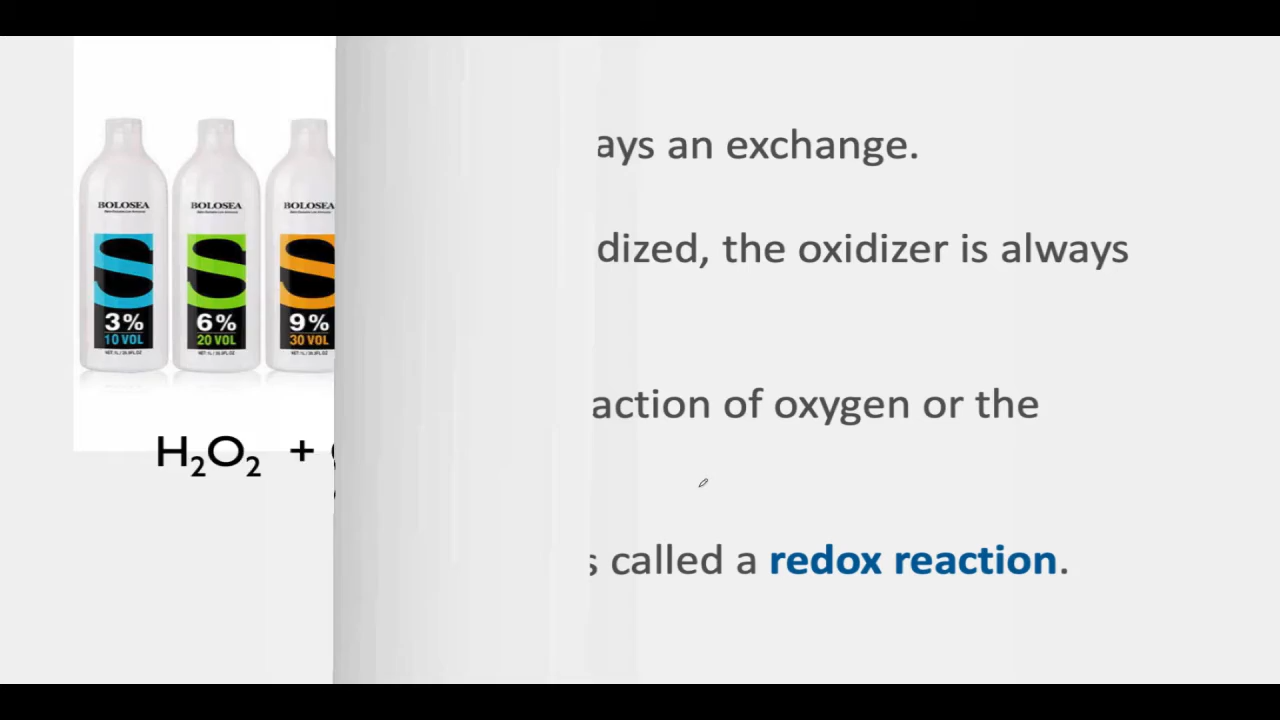 ays an exchange.
dized, the oxidizer is always
action of oxygen or the
s called a redox reaction.
BOLOSEA
BOLOSEA
BOLOSEA
3%
10 VOL
6%
20 VOL
9%
30 VOL
H₂O₂ +